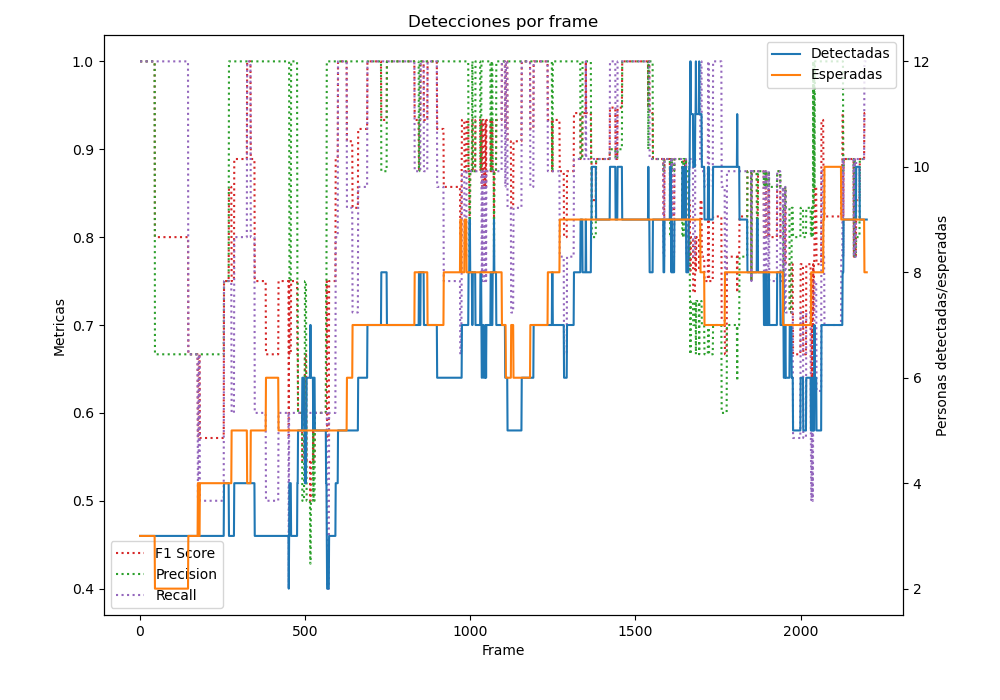 Detecciones por frame
1.0
0.9
0.8
0.7
0.6
0.5
0.4
Metricas
12
10
8
6
4
2
Personas detectadas/esperadas
Detectadas
Esperadas
F1 Score
Precision
Recall
0
500
1000
1500
2000
Frame